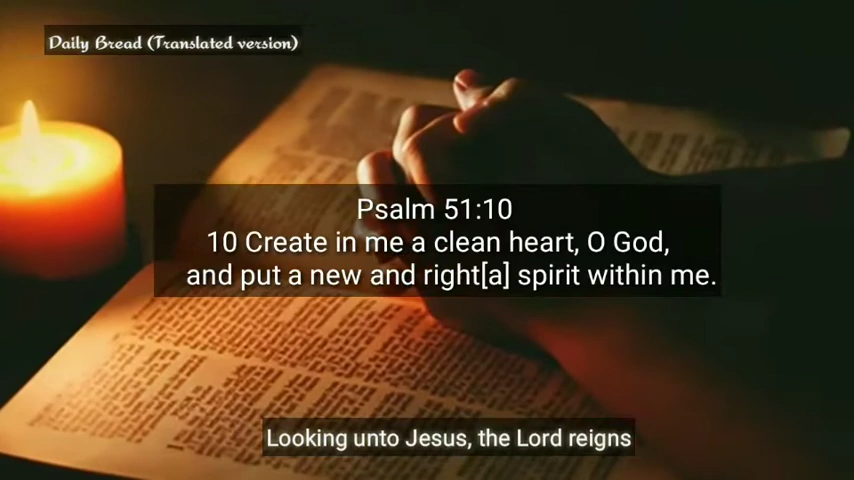 Daily Bread (Translated version)
Psalm 51:10
10 Create in me a clean heart, O God,
and put a new and right[a] spirit within me.
Looking unto Jesus, the Lord reigns